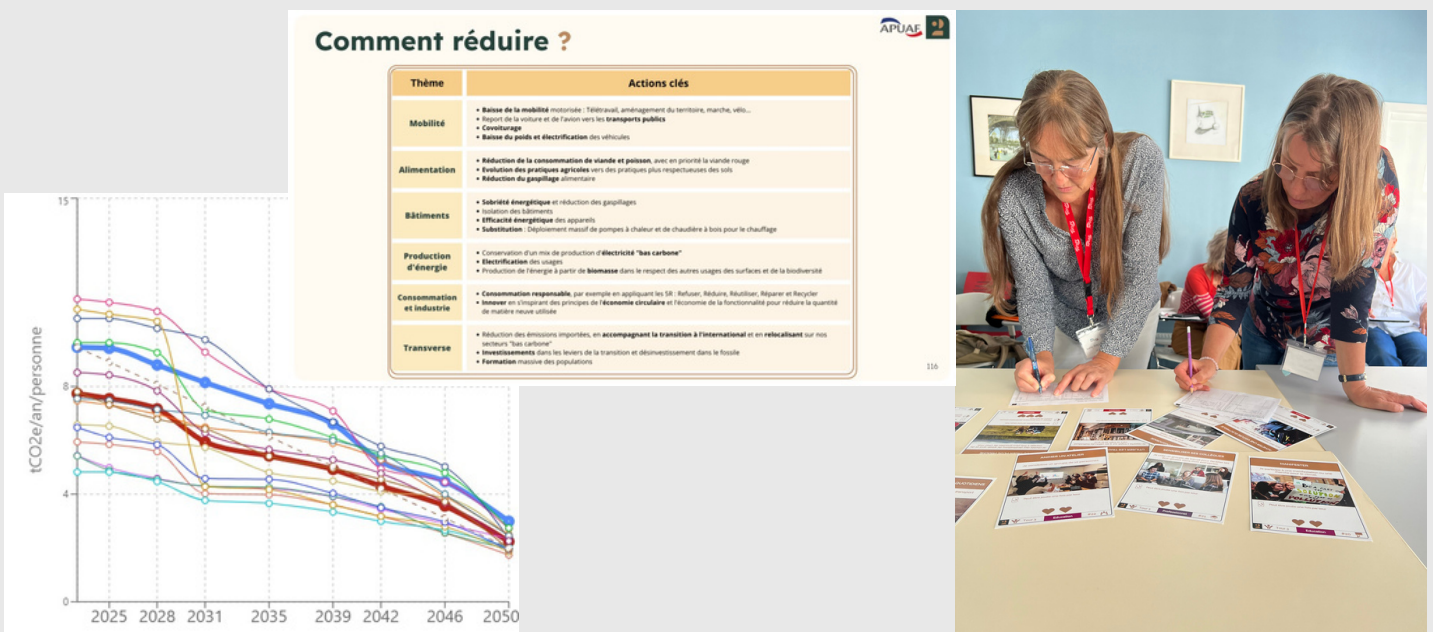 Comment réduire ?
APUAF
Thème
Actions clés
Mobilité
• Baisse de la mobilité motorisée : Télétravail, aménagement du territoire, marche, vélo...
• Report de la voiture et de l'avion vers les transports publics
• Covoiturage
• Baisse du poids et électrification des véhicules
Alimentation
• Réduction de la consommation de viande et poisson, avec en priorité la viande rouge
• Evolution des pratiques agricoles vers des pratiques plus respectueuses des sols
• Réduction du gaspillage alimentaire
Bâtiments
• Sobriété énergétique et réduction des gaspillages
• Isolation des bâtiments
• Efficacité énergétique des appareils
• Substitution : Déploiement massif de pompes à chaleur et de chaudière à bois pour le chauffage
Production
d'énergie
• Conservation d'un mix de production d'électricité "bas carbone"
• Electrification des usages
• Production de l'énergie à partir de biomasse dans le respect des autres usages des surfaces et de la biodiversité
Consommation
et industrie
• Consommation responsable, par exemple en appliquant les 5R : Refuser, Réduire, Réutiliser, Réparer et Recycler
• Innover en s'inspirant des principes de l'économie circulaire et l'économie de la fonctionnalité pour réduire la quantité
de matière neuve utilisée
Transverse
• Réduction des émissions importées, en accompagnant la transition à l'international et en relocalisant sur nos
secteurs "bas carbone"
• Investissements dans les leviers de la transition et désinvestissement dans le fossile
• Formation massive des populations
116
tCO2e/an/personne
15
8
4
0
2025 2028 2031 2035 2039 2042 2046 2050